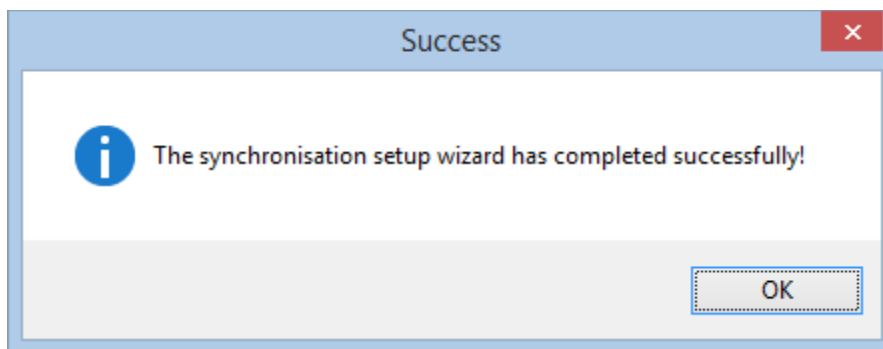 Success
The synchronisation setup wizard has completed successfully!
OK